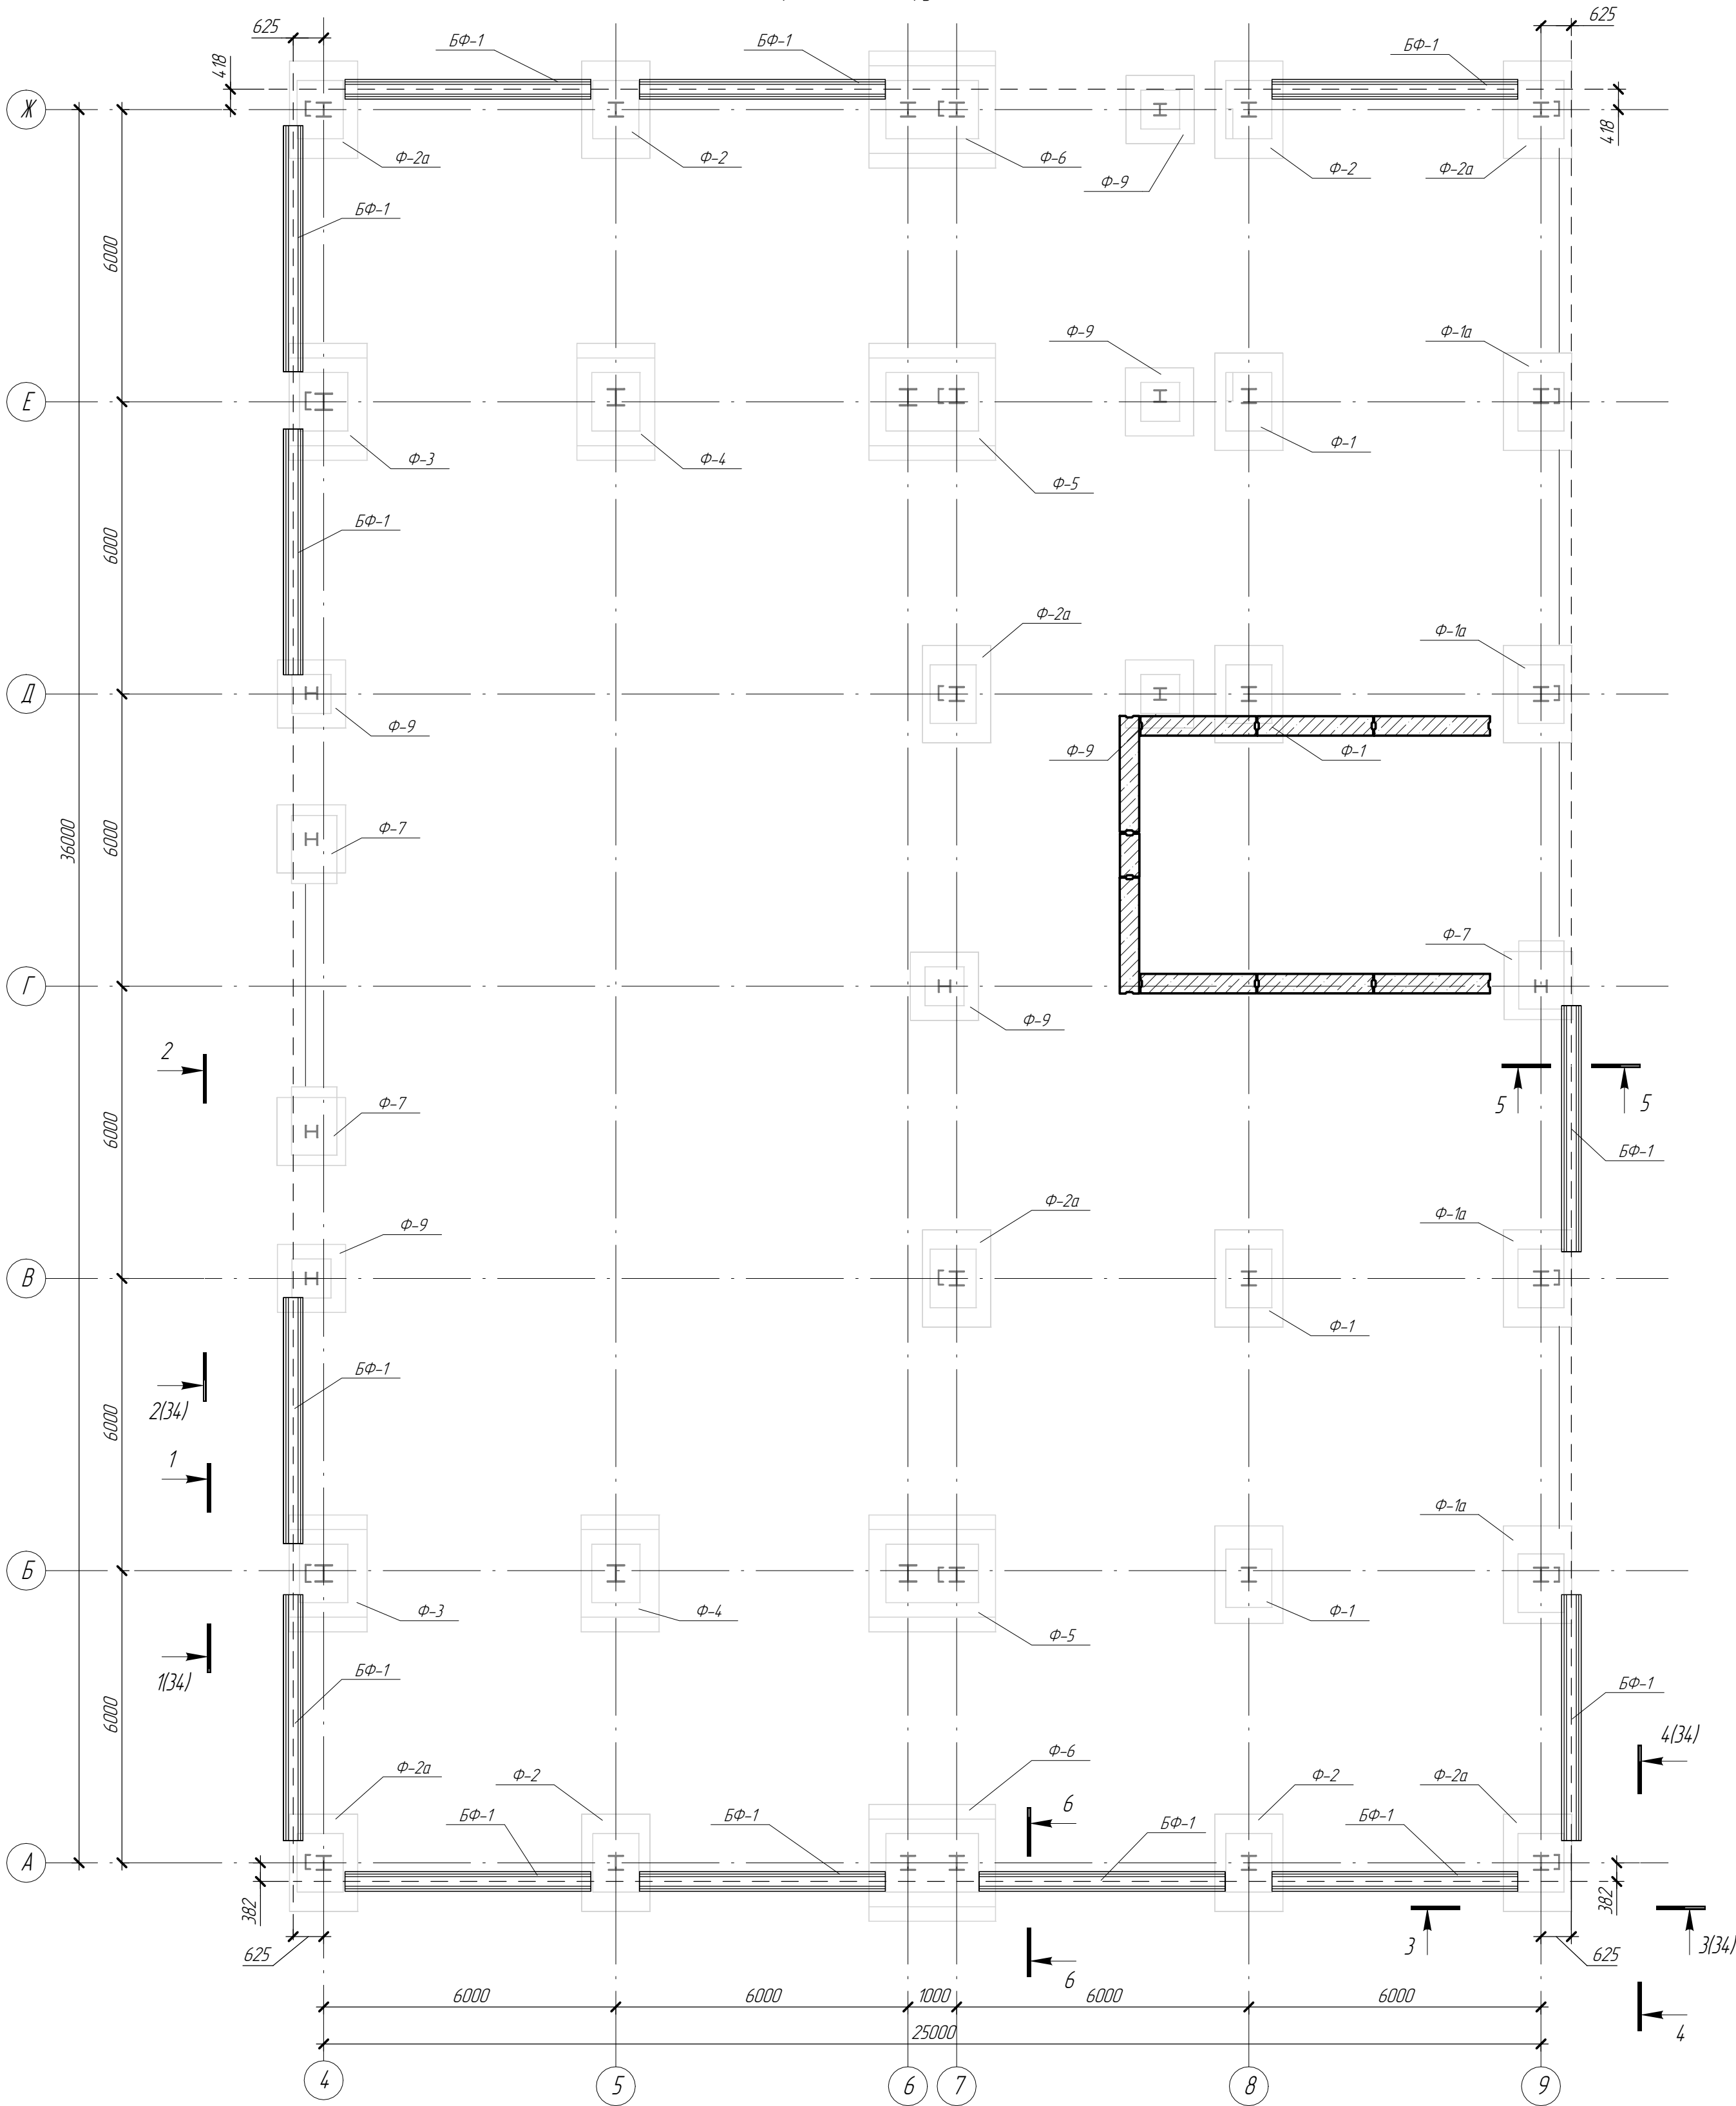 625
625
БФ-1
БФ-1
БФ-1
418
418
Ж
Ф-2а
Ф-2
Ф-6
Ф-9
Ф-2
Ф-2а
БФ-1
6000
Ф-9
Ф-1а
Е
Ф-3
Ф-4
Ф-5
Ф-1
БФ-1
6000
Ф-2а
Ф-1а
Д
Ф-9
Ф-9
Ф-1
36000
6000
Ф-7
Ф-7
Г
Ф-9
2
5
5
6000
Ф-7
БФ-1
Ф-9
Ф-2а
Ф-1а
В
Ф-1
БФ-1
2(34)
6000
1
Ф-1а
Б
Ф-3
Ф-4
Ф-5
Ф-1
1(34)
БФ-1
БФ-1
6000
4(34)
Ф-2а
Ф-2
Ф-6
Ф-2
Ф-2а
6
БФ-1
БФ-1
БФ-1
БФ-1
А
382
382
3
3(34)
625
625
6
6000
6000
1000
6000
6000
4
25000
4
5
6
7
8
9